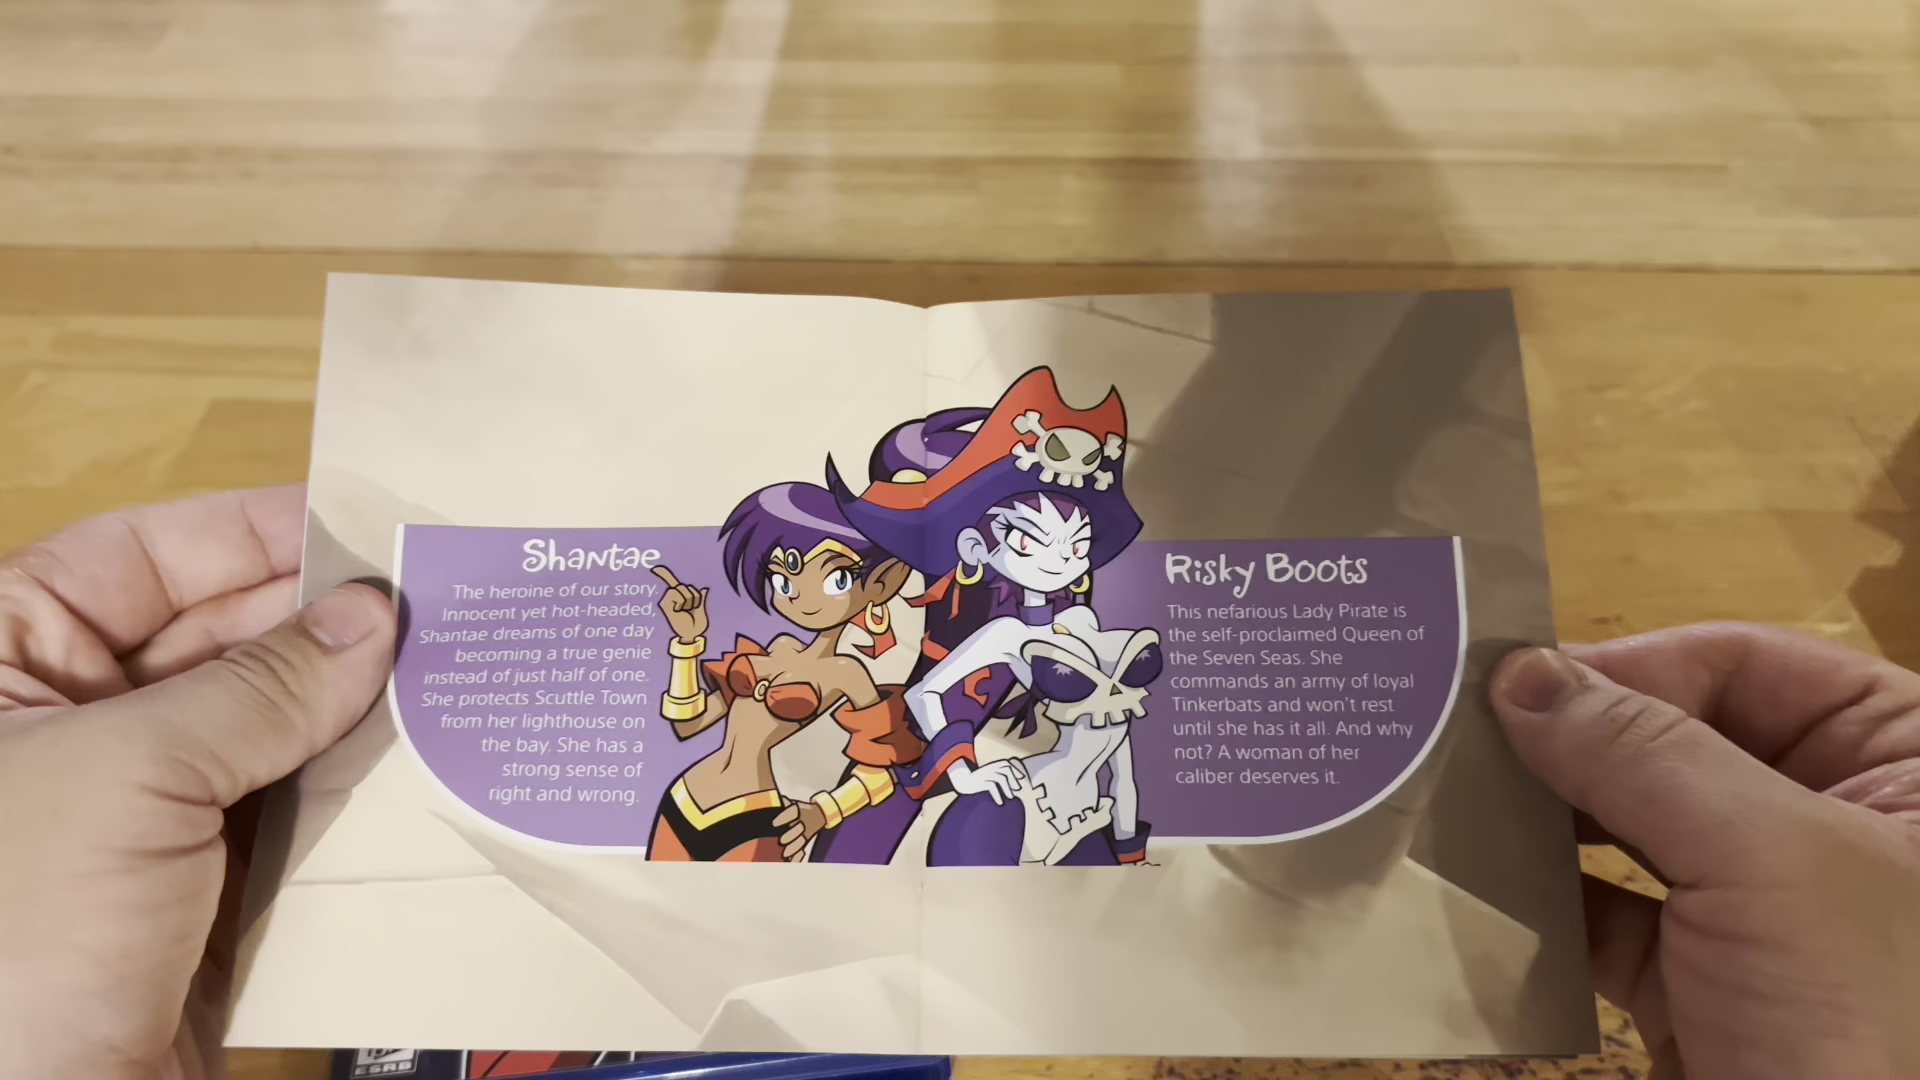 Shantae
The heroine of our story.
Innocent yet hot-headed,
Shantae dreams of one day
becoming a true genie
instead of just half of one.
She protects Scuttle Town
from her lighthouse on
the bay. She has a
strong sense of
right and wrong.
Risky Boots
This nefarious Lady Pirate is
the self-proclaimed Queen of
the Seven Seas. She
commands an army of loyal
Tinkerbats and won't rest
until she has it all. And why
not? A woman of her
caliber deserves it.
ESRB